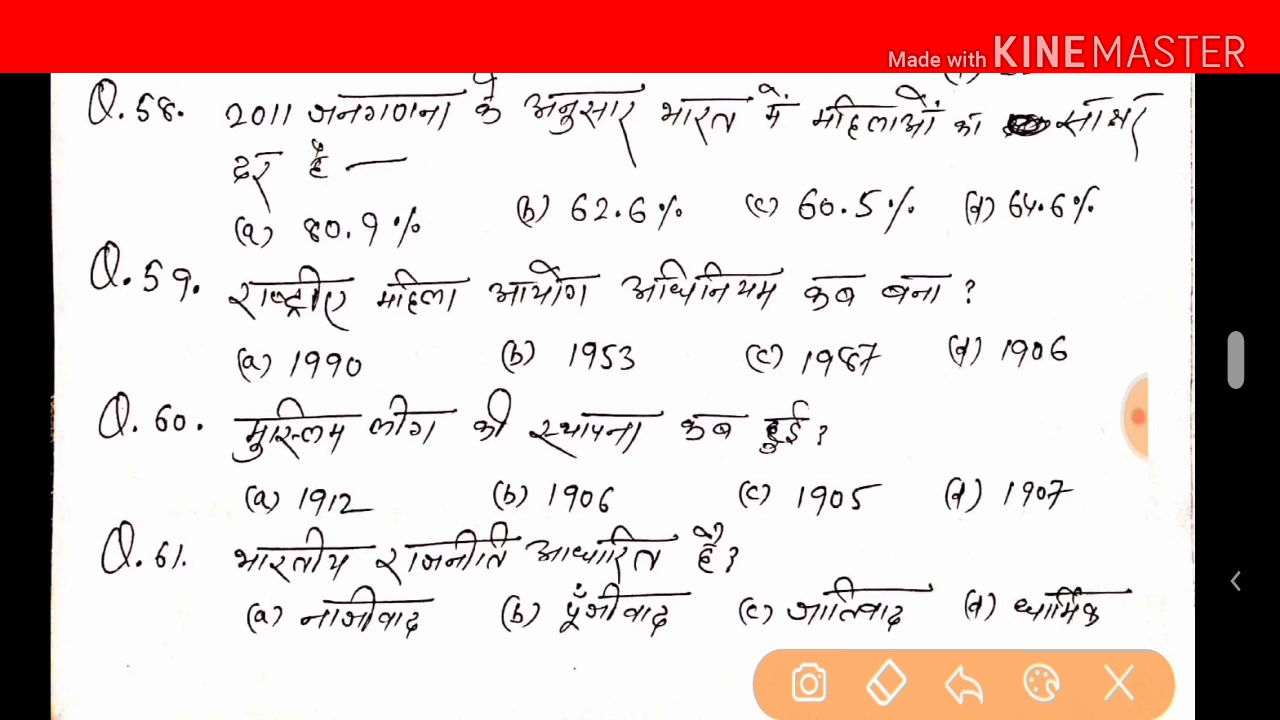 Made with KINEMASTER
Q.58. 2011 जनगणना के अनुसार भारत में महिलाओं का साक्षर
दर है —
(a) 80.9% (b) 62.6% (c) 60.5% (d) 64.6%
Q.59. राष्ट्रीए महिला आयोग अधिनियम कब बना ?
(a) 1990 (b) 1953 (c) 1987 (d) 1906
Q.60. मुस्लिम लीग की स्थापना कब हुई ?
(a) 1912 (b) 1906 (c) 1905 (d) 1907
Q.61. भारतीय राजनीति आधारित है ?
(a) नाजीवाद (b) पूँजीवाद (c) जातिवाद (d) धार्मिक